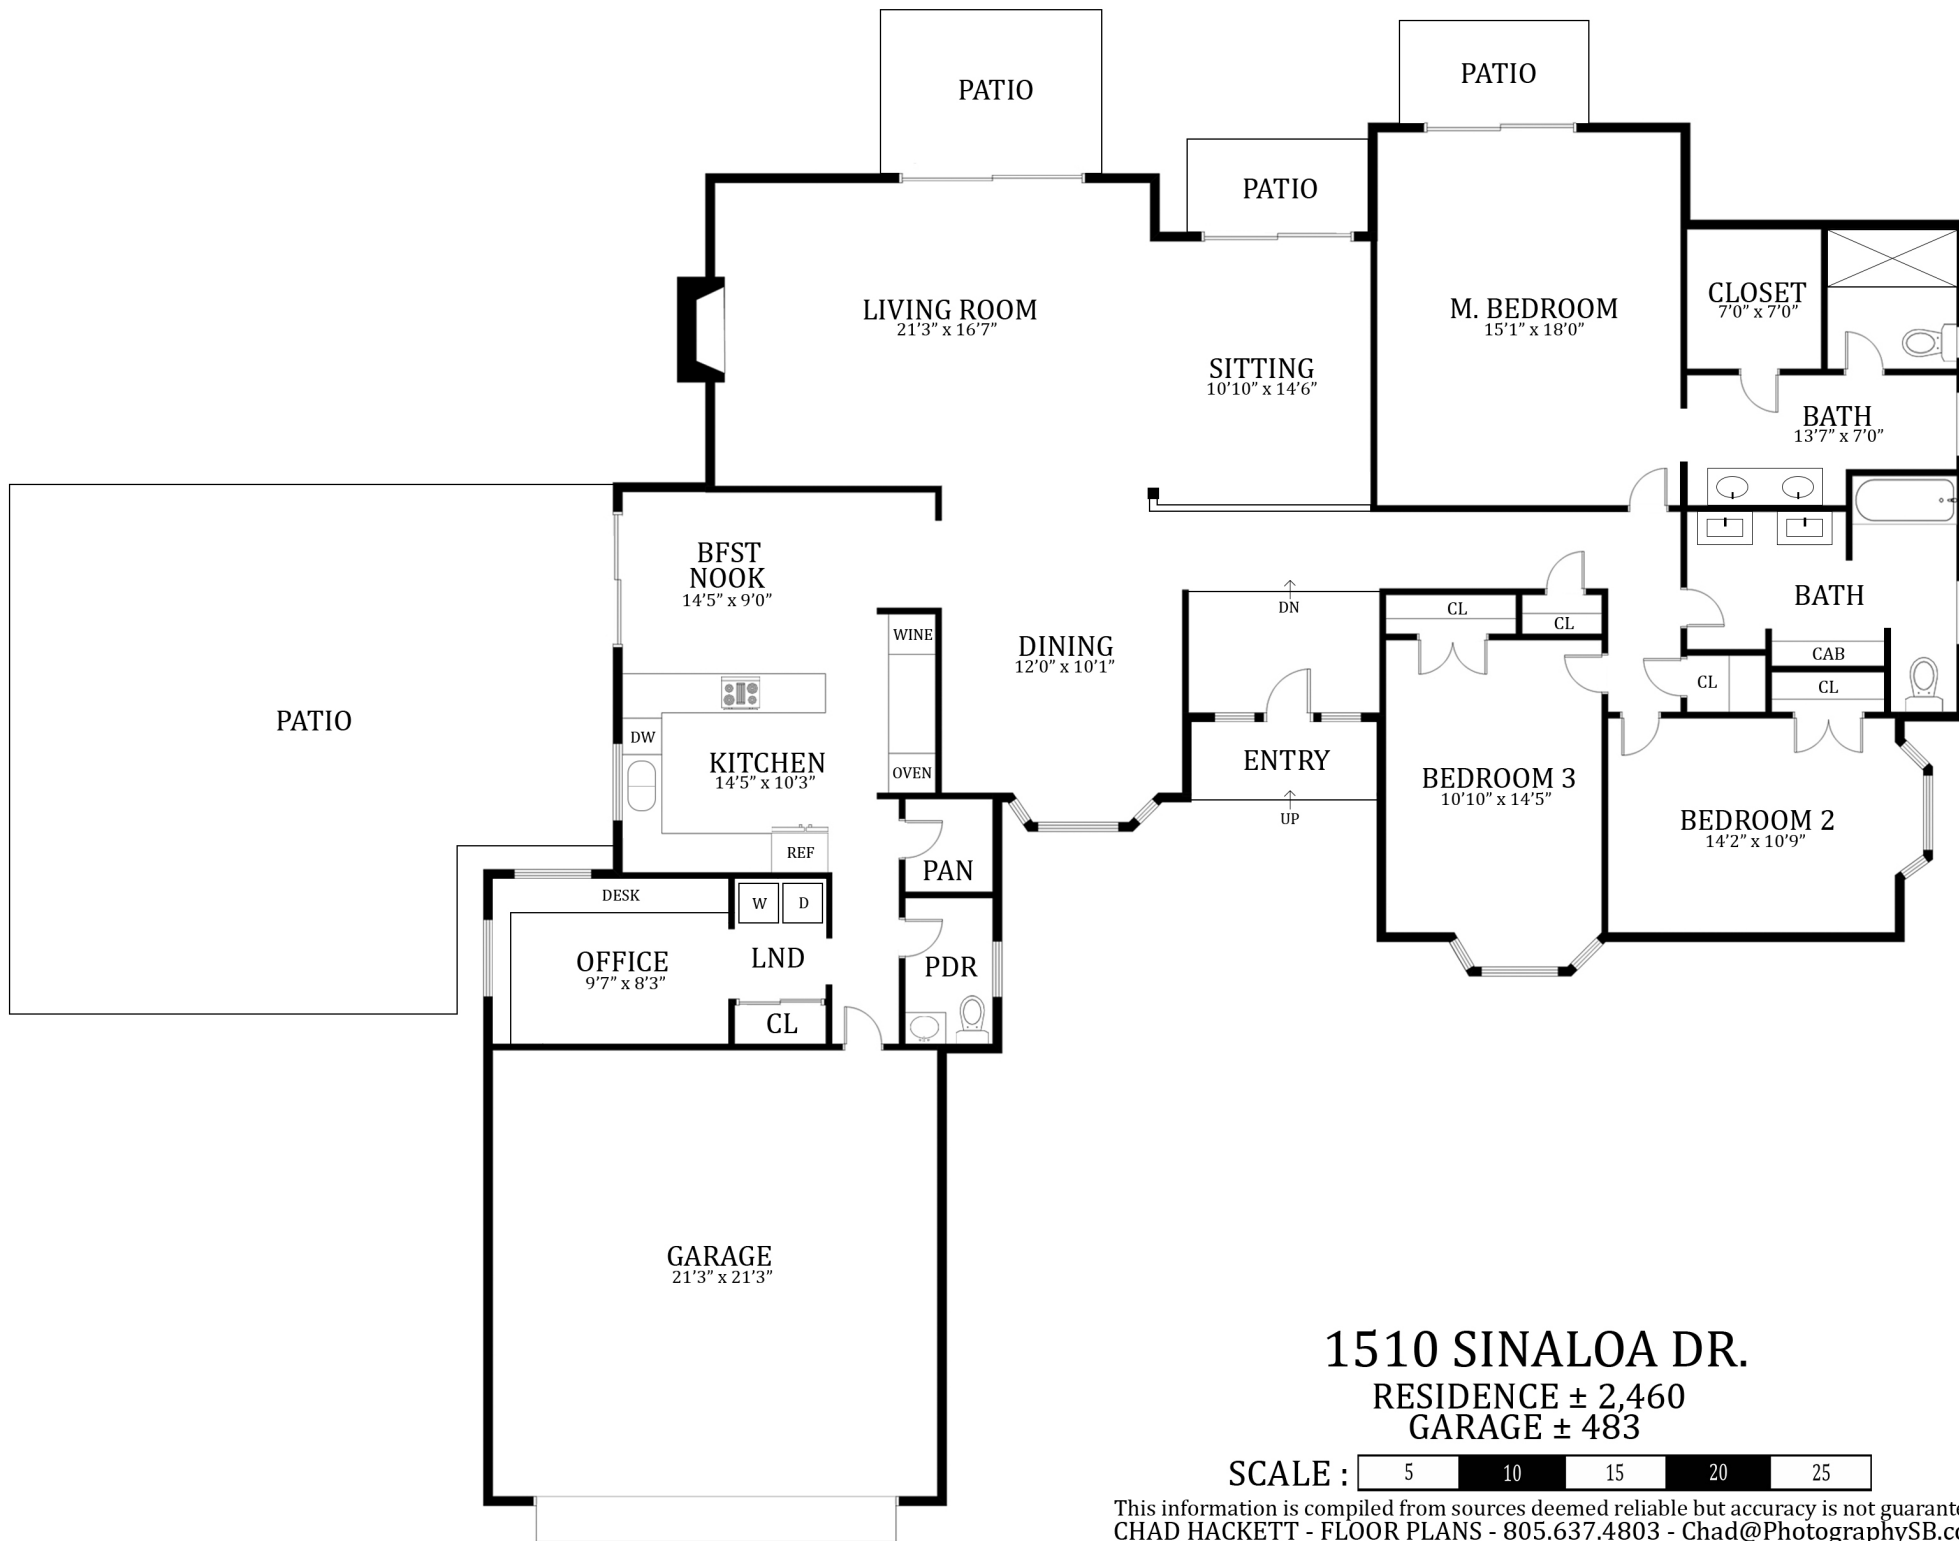 PATIO
PATIO
PATIO
LIVING ROOM
21'3" x 16'7"
SITTING
10'10" x 14'6"
M. BEDROOM
15'1" x 18'0"
CLOSET
7'0" x 7'0"
BATH
13'7" x 7'0"
BFST
NOOK
14'5" x 9'0"
WINE
DINING
12'0" x 10'1"
DN
CL
CL
BATH
CAB
CL
CL
PATIO
DW
KITCHEN
14'5" x 10'3"
OVEN
REF
ENTRY
UP
BEDROOM 3
10'10" x 14'5"
BEDROOM 2
14'2" x 10'9"
PAN
DESK
W
D
OFFICE
9'7" x 8'3"
LND
PDR
CL
GARAGE
21'3" x 21'3"
1510 SINALOA DR.
RESIDENCE ± 2,460
GARAGE ± 483
SCALE : 5 10 15 20 25
This information is compiled from sources deemed reliable but accuracy is not guarante
CHAD HACKETT - FLOOR PLANS - 805.637.4803 - Chad@PhotographySB.co